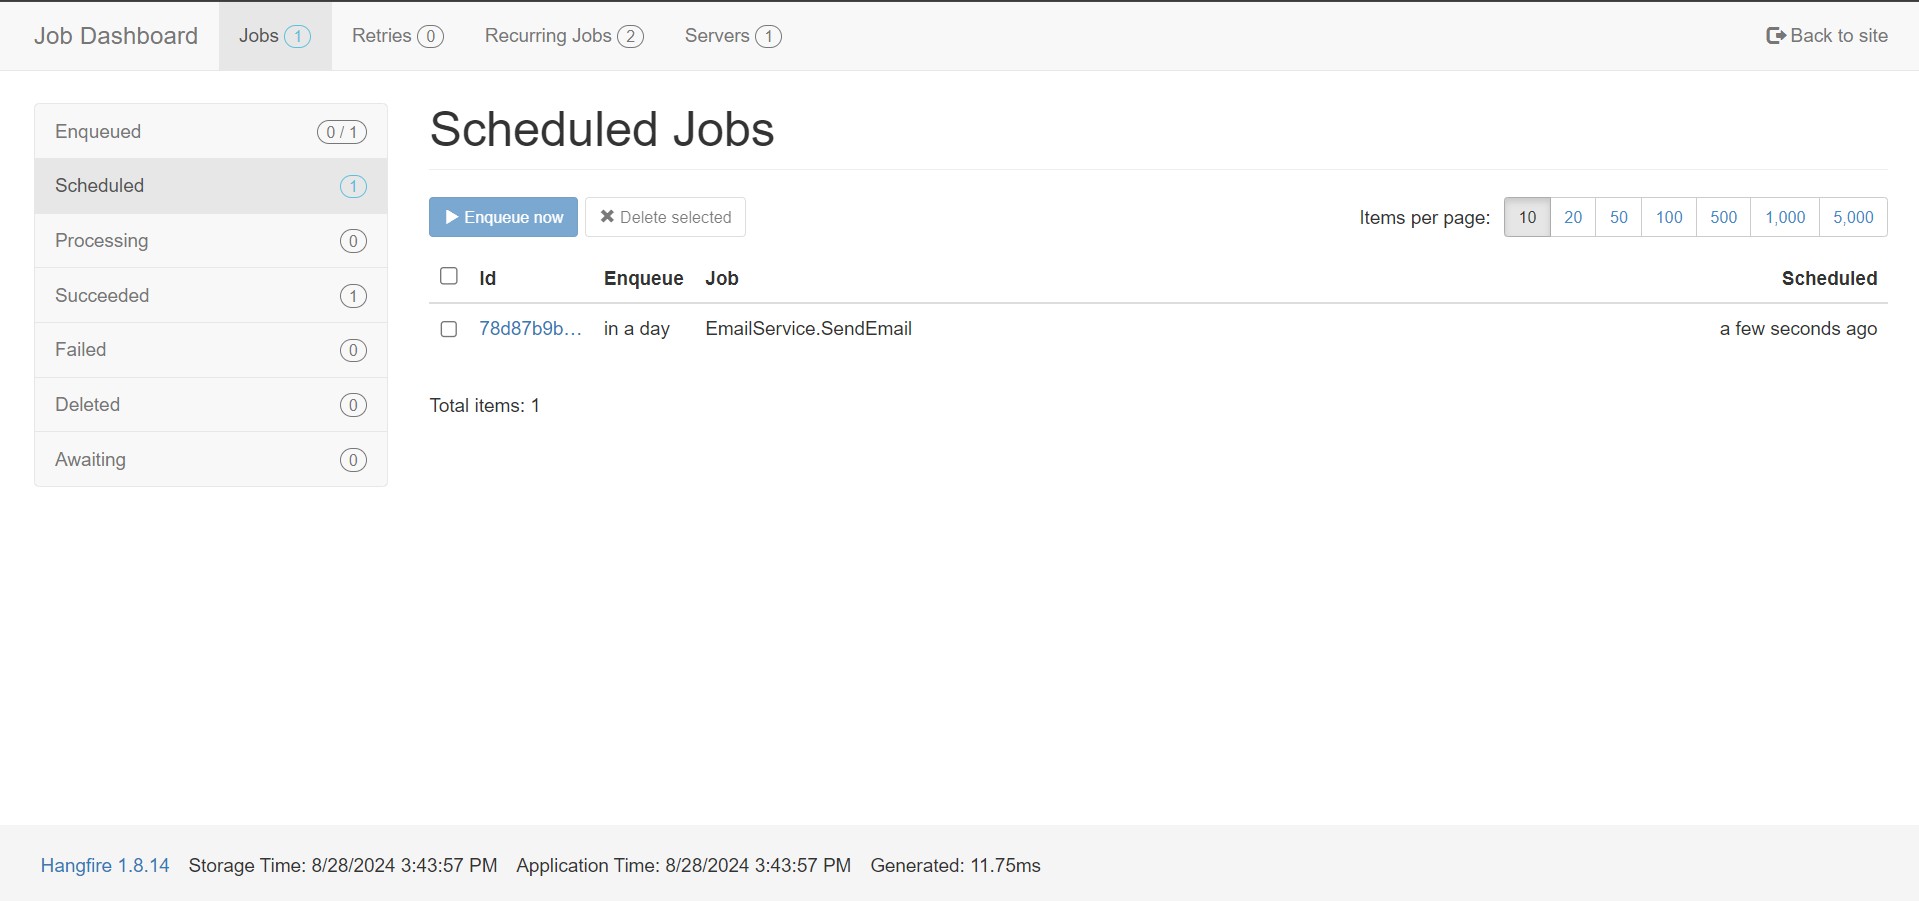 Job Dashboard Jobs 1 Retries 0 Recurring Jobs 2 Servers 1 Back to site
Enqueued 0 / 1
Scheduled 1
Processing 0
Succeeded 1
Failed 0
Deleted 0
Awaiting 0
Scheduled Jobs
Enqueue now Delete selected Items per page: 10 20 50 100 500 1,000 5,000
Id Enqueue Job Scheduled
78d87b9b… in a day EmailService.SendEmail a few seconds ago
Total items: 1
Hangfire 1.8.14 Storage Time: 8/28/2024 3:43:57 PM Application Time: 8/28/2024 3:43:57 PM Generated: 11.75ms